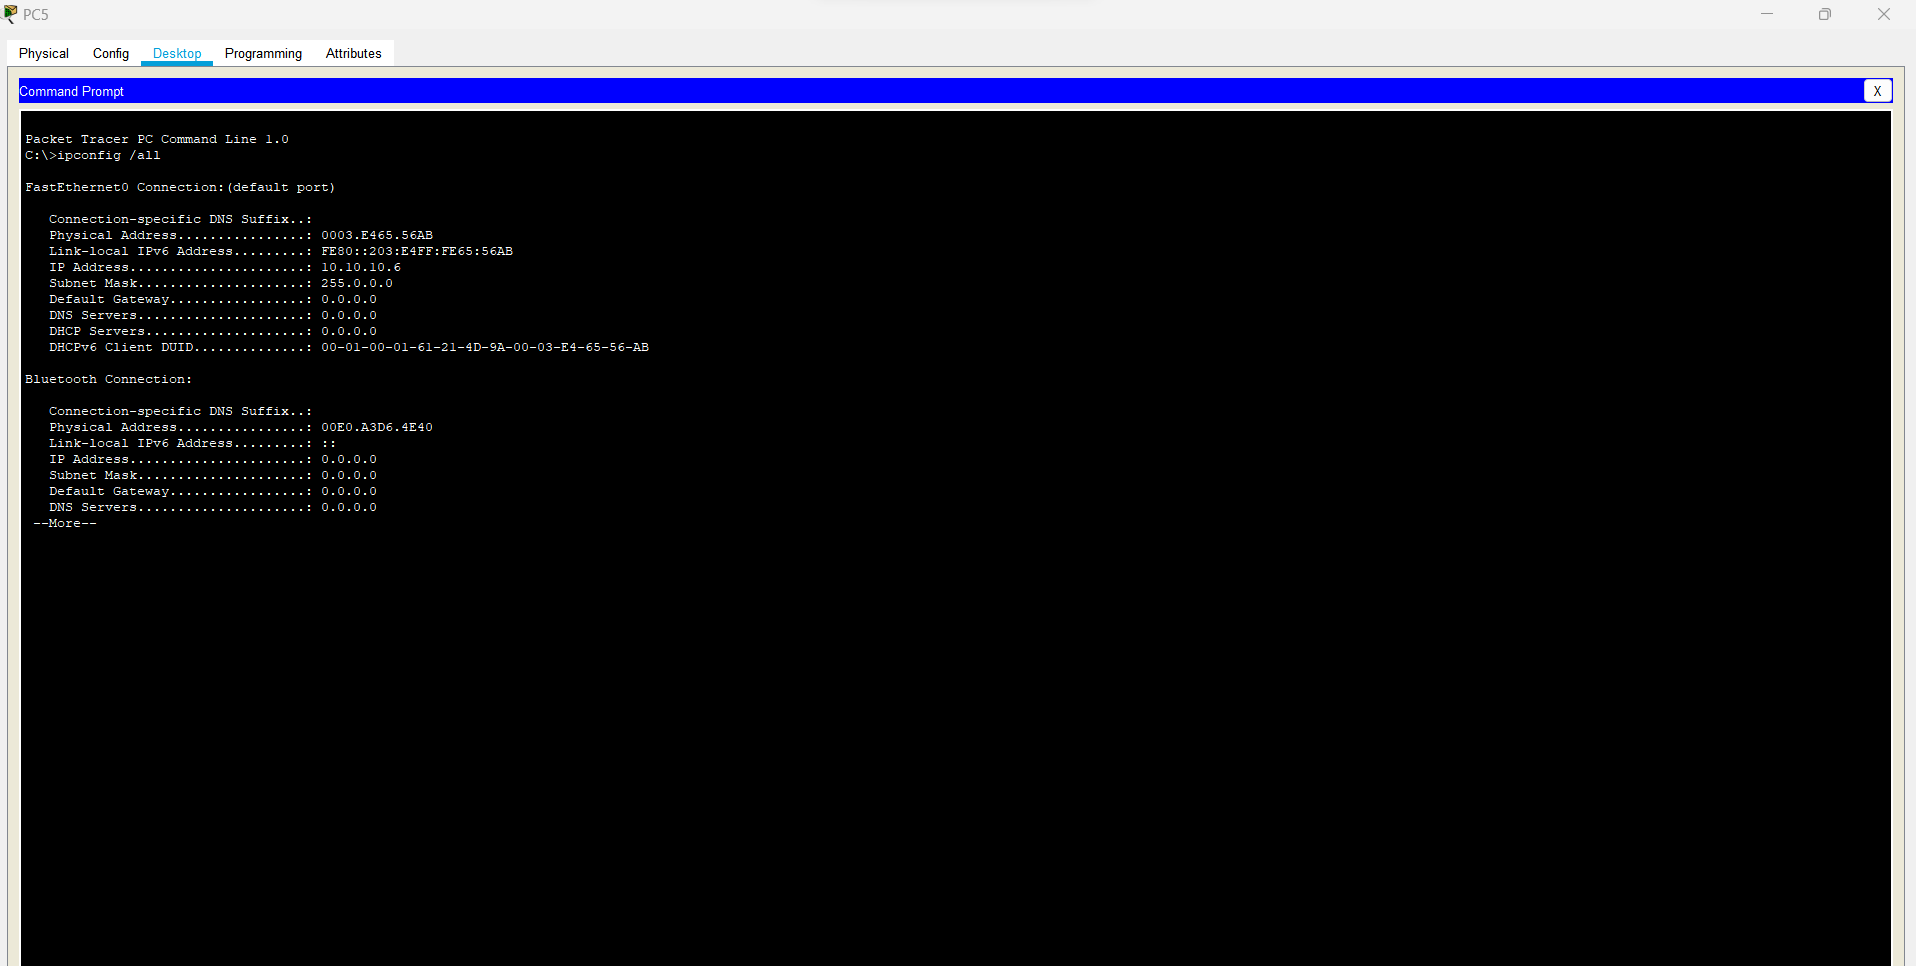 PC5
Physical Config Desktop Programming Attributes
Command Prompt X
Packet Tracer PC Command Line 1.0
C:\>ipconfig /all
FastEthernet0 Connection:(default port)
Connection-specific DNS Suffix..:
Physical Address................: 0003.E465.56AB
Link-local IPv6 Address.........: FE80::203:E4FF:FE65:56AB
IP Address......................: 10.10.10.6
Subnet Mask.....................: 255.0.0.0
Default Gateway.................: 0.0.0.0
DNS Servers.....................: 0.0.0.0
DHCP Servers....................: 0.0.0.0
DHCPv6 Client DUID..............: 00-01-00-01-61-21-4D-9A-00-03-E4-65-56-AB
Bluetooth Connection:
Connection-specific DNS Suffix..:
Physical Address................: 00E0.A3D6.4E40
Link-local IPv6 Address.........: ::
IP Address......................: 0.0.0.0
Subnet Mask.....................: 0.0.0.0
Default Gateway.................: 0.0.0.0
DNS Servers.....................: 0.0.0.0
--More--